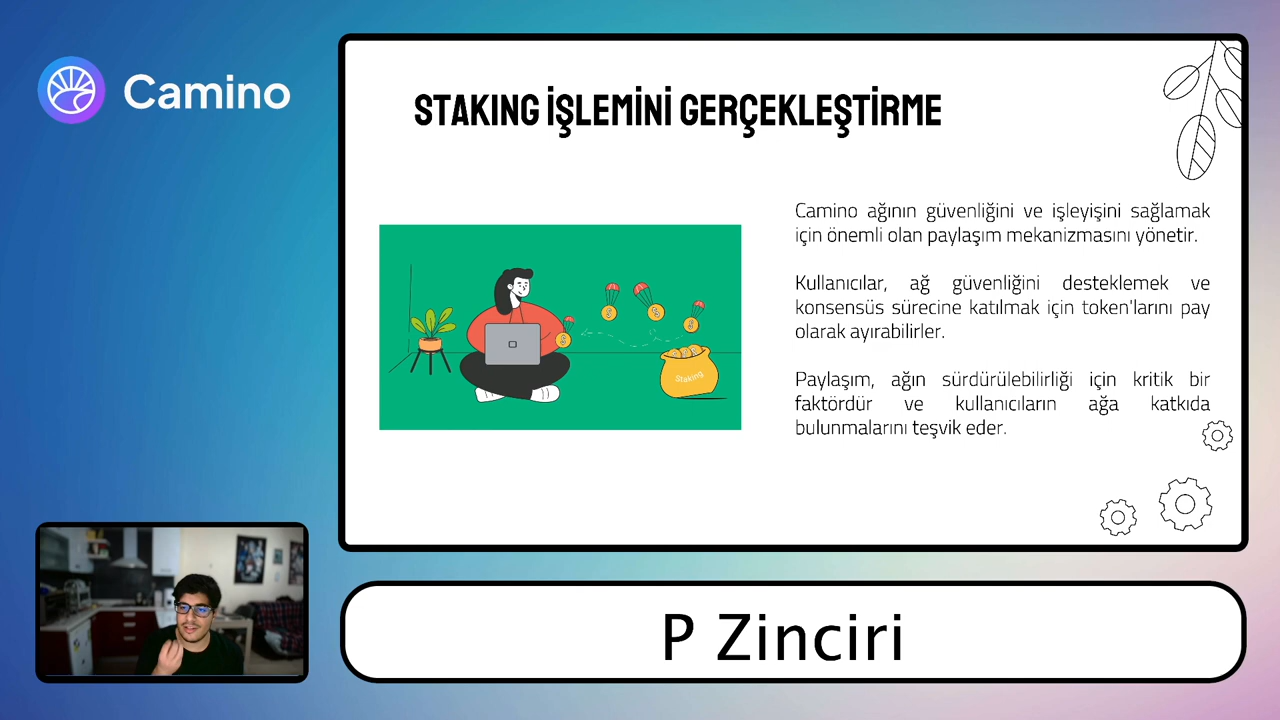 Camino
STAKING İŞLEMİNİ GERÇEKLEŞTİRME
Camino ağının güvenliğini ve işleyişini sağlamak
için önemli olan paylaşım mekanizmasını yönetir.
Kullanıcılar, ağ güvenliğini desteklemek ve
konsensüs sürecine katılmak için token'larını pay
olarak ayırabilirler.
Paylaşım, ağın sürdürülebilirliği için kritik bir
faktördür ve kullanıcıların ağa katkıda
bulunmalarını teşvik eder.
Staking
P Zinciri